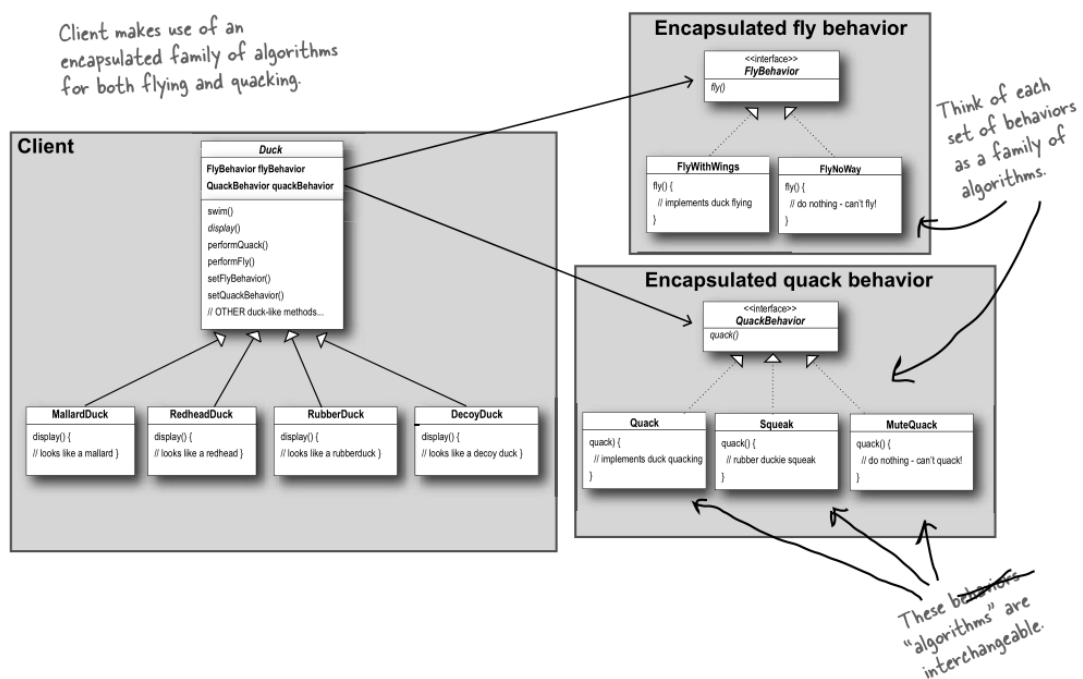 Client makes use of an
encapsulated family of algorithms
for both flying and quacking.
Client
Duck
FlyBehavior flyBehavior
QuackBehavior quackBehavior
swim()
display()
performQuack()
performFly()
setFlyBehavior()
setQuackBehavior()
// OTHER duck-like methods...
MallardDuck
display() {
// looks like a mallard }
RedheadDuck
display() {
// looks like a redhead }
RubberDuck
display() {
// looks like a rubberduck }
DecoyDuck
display() {
// looks like a decoy duck }
Encapsulated fly behavior
<<interface>>
FlyBehavior
fly()
FlyWithWings
fly() {
// implements duck flying
}
FlyNoWay
fly() {
// do nothing - can't fly!
}
Think of each
set of behaviors
as a family of
algorithms.
Encapsulated quack behavior
<<interface>>
QuackBehavior
quack()
Quack
quack) {
// implements duck quacking
}
Squeak
quack() {
// rubber duckie squeak
}
MuteQuack
quack() {
// do nothing - can't quack!
}
These behaviors
"algorithms" are
interchangeable.